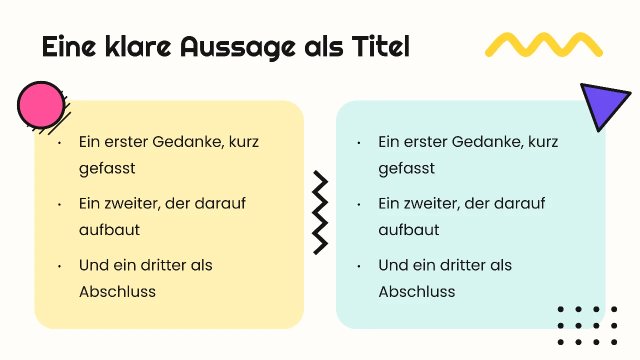 Eine klare Aussage als Titel
• Ein erster Gedanke, kurz
gefasst
• Ein zweiter, der darauf
aufbaut
• Und ein dritter als
Abschluss
• Ein erster Gedanke, kurz
gefasst
• Ein zweiter, der darauf
aufbaut
• Und ein dritter als
Abschluss